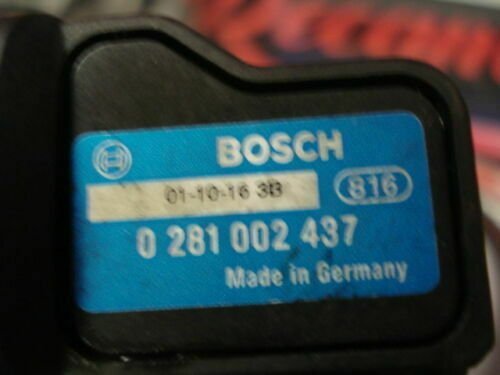 BOSCH
01-10-16 3B
816
0 281 002 437
Made in Germany